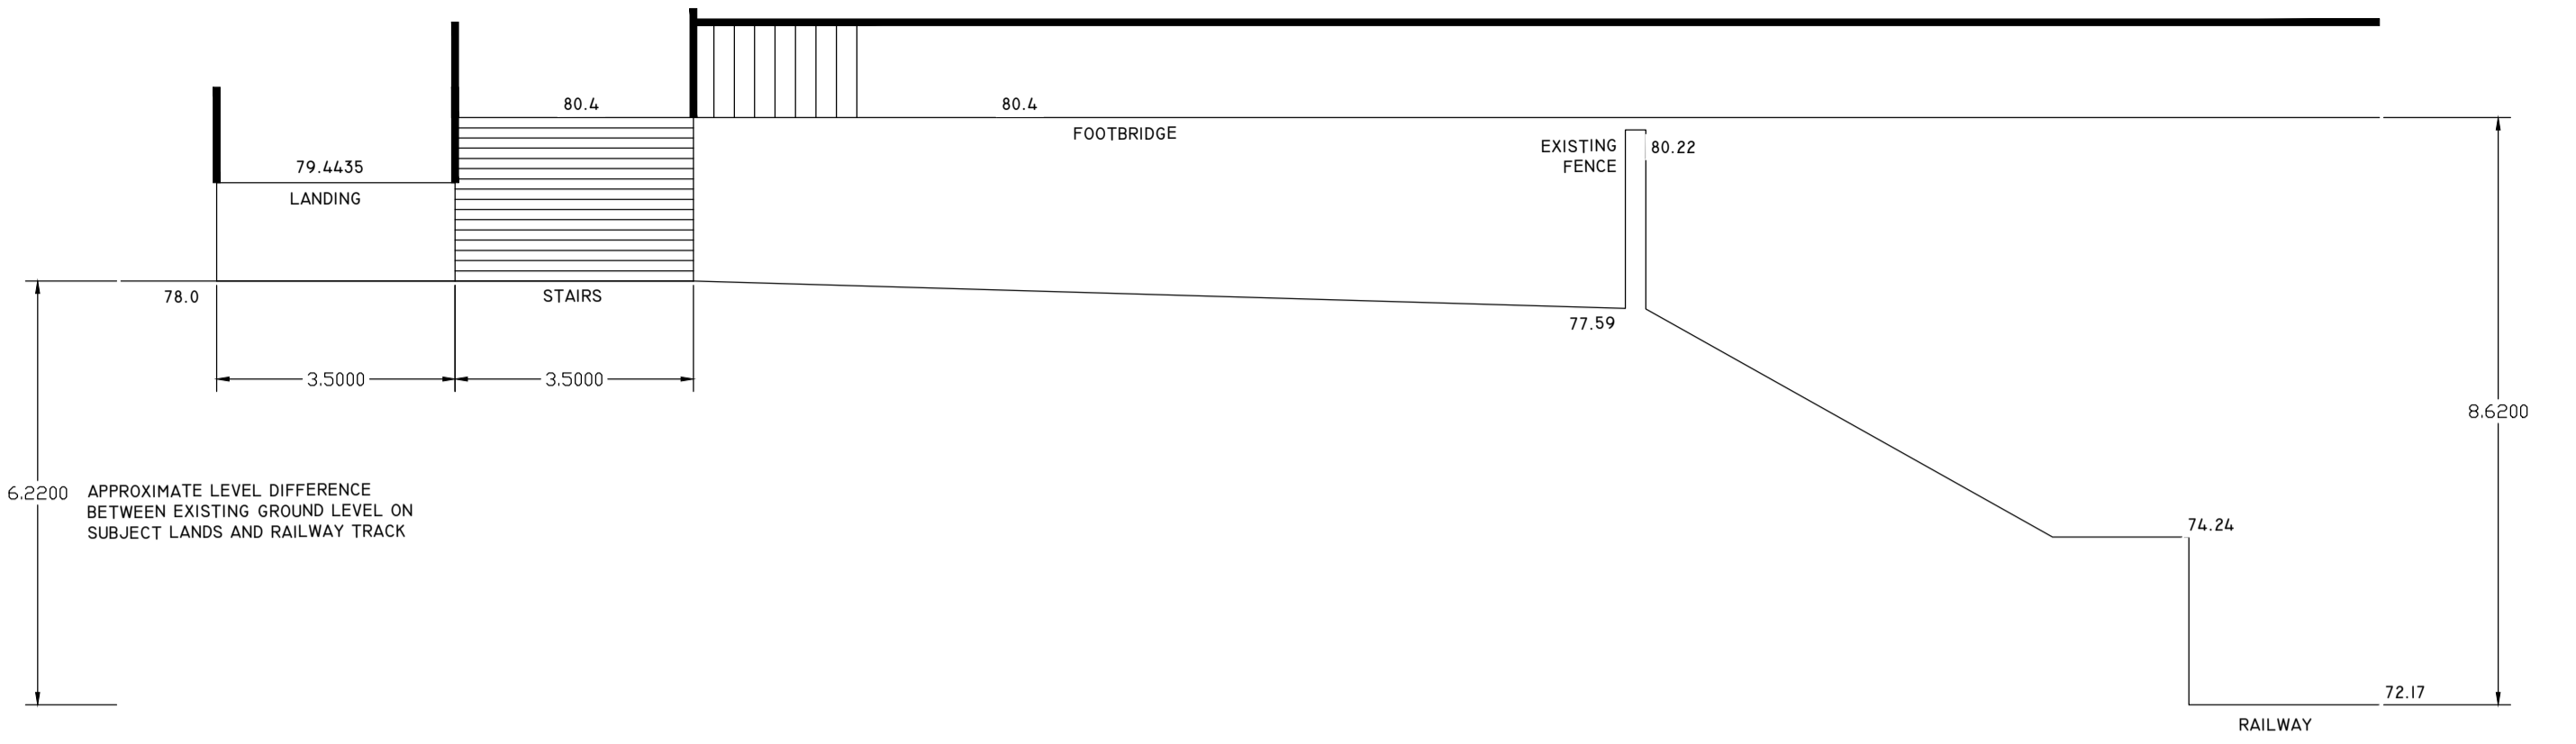 80.4
80.4
FOOTBRIDGE
EXISTING
FENCE
80.22
79.4435
LANDING
78.0
STAIRS
77.59
3.5000
3.5000
8.6200
6.2200
APPROXIMATE LEVEL DIFFERENCE
BETWEEN EXISTING GROUND LEVEL ON
SUBJECT LANDS AND RAILWAY TRACK
74.24
72.17
RAILWAY